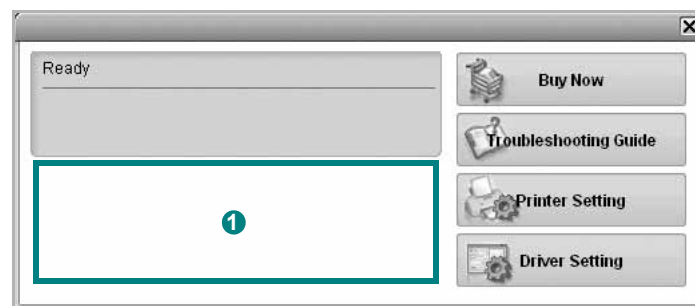 Ready
Buy Now
Troubleshooting Guide
1
Printer Setting
Driver Setting